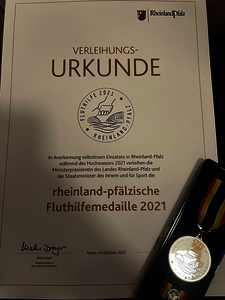 RheinlandPfalz
VERLEIHUNGS-
URKUNDE
FLUTHILFE 2021
RHEINLAND-PFALZ
In Anerkennung selbstlosen Einsatzes in Rheinland-Pfalz
während des Hochwassers 2021 verleihen die
Ministerpräsidentin des Landes Rheinland-Pfalz und
der Staatsminister des Innern und für Sport die
rheinland-pfälzische
Fluthilfemedaille 2021